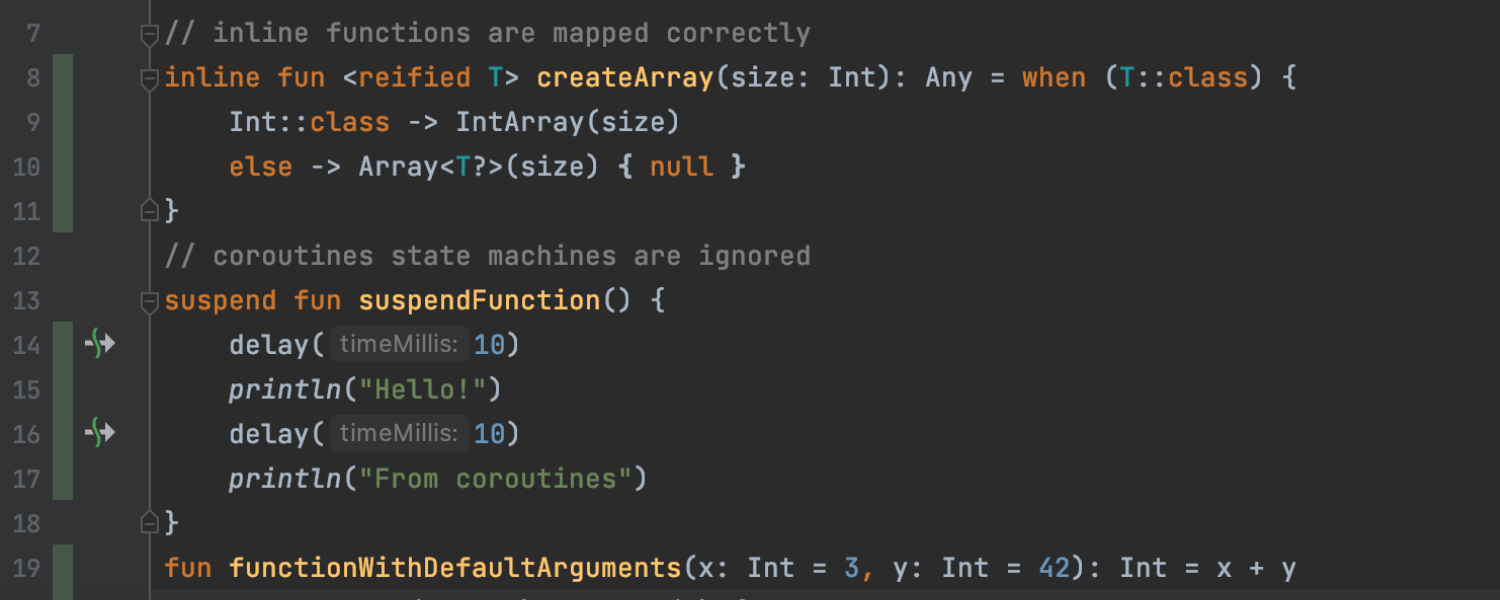 7 // inline functions are mapped correctly
8 inline fun <reified T> createArray(size: Int): Any = when (T::class) {
9     Int::class -> IntArray(size)
10     else -> Array<T?>(size) { null }
11 }
12 // coroutines state machines are ignored
13 suspend fun suspendFunction() {
14     delay( timeMillis: 10)
15     println("Hello!")
16     delay( timeMillis: 10)
17     println("From coroutines")
18 }
19 fun functionWithDefaultArguments(x: Int = 3, y: Int = 42): Int = x + y